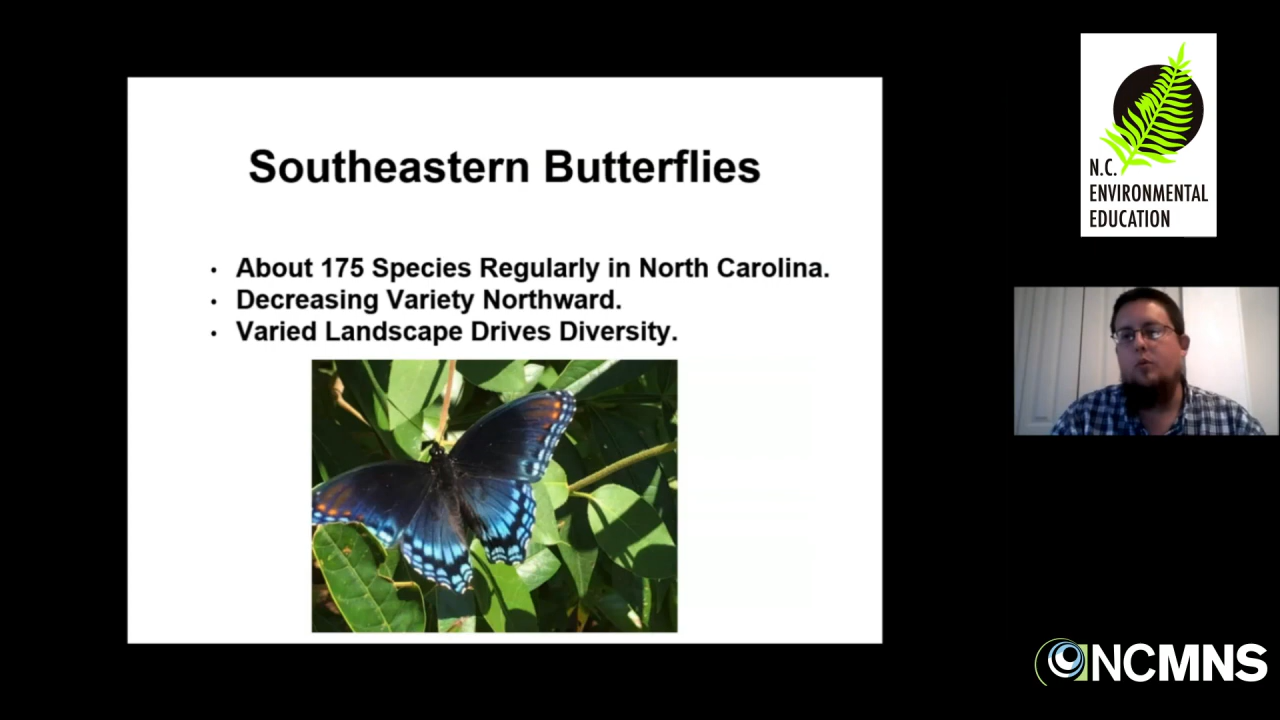 Southeastern Butterflies
• About 175 Species Regularly in North Carolina.
• Decreasing Variety Northward.
• Varied Landscape Drives Diversity.
N.C.
ENVIRONMENTAL
EDUCATION
NCMNS